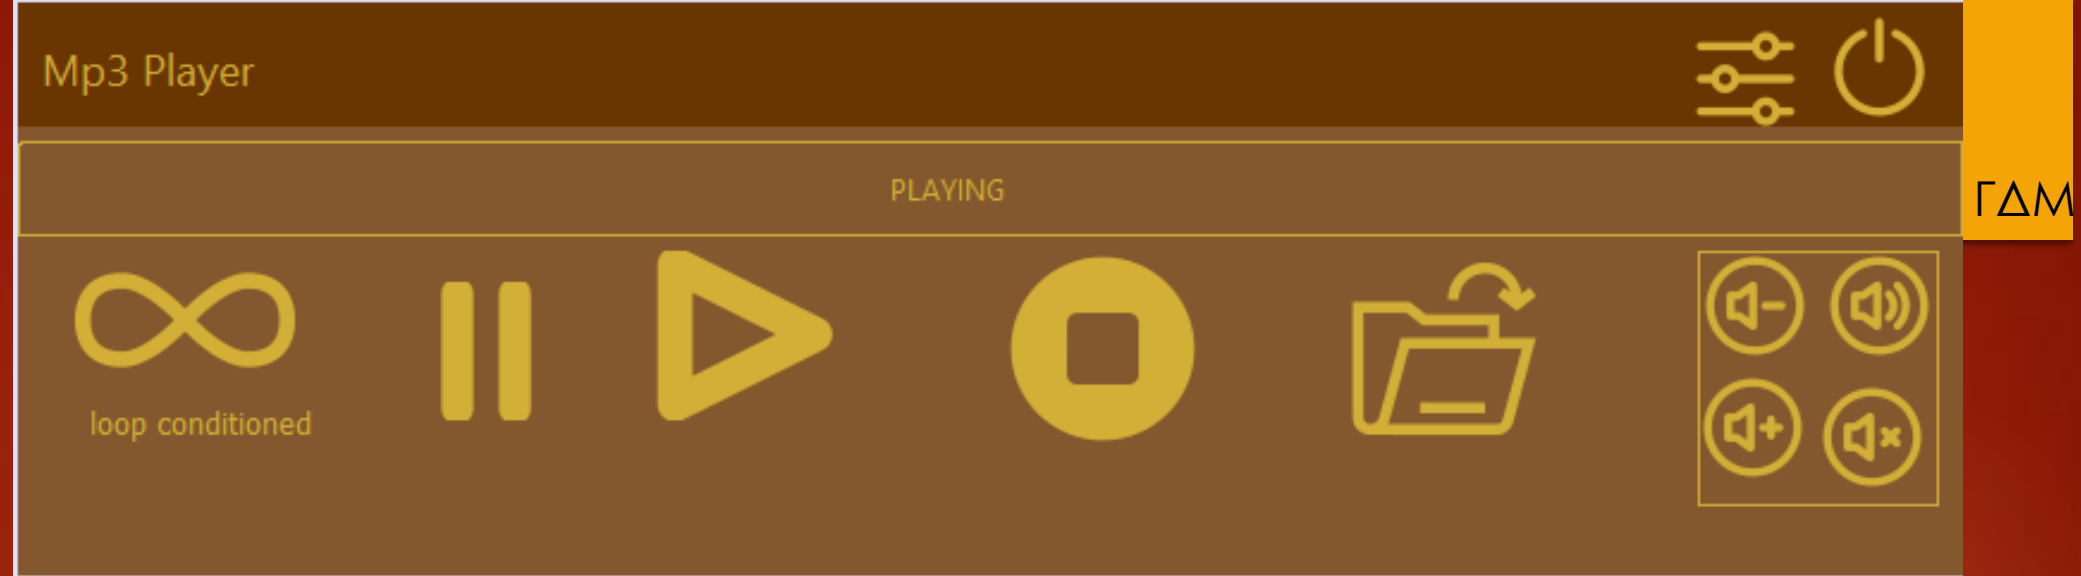 Mp3 Player
PLAYING
ΓΔΜ
loop conditioned